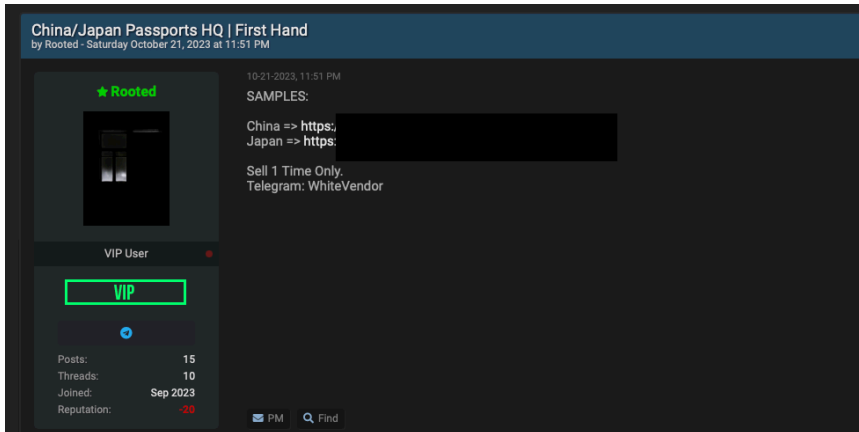 China/Japan Passports HQ | First Hand
by Rooted - Saturday October 21, 2023 at 11:51 PM
Rooted
VIP User
VIP
Posts: 15
Threads: 10
Joined: Sep 2023
Reputation: -20
10-21-2023, 11:51 PM
SAMPLES:
China => https:/
Japan => https:
Sell 1 Time Only.
Telegram: WhiteVendor
PM Find